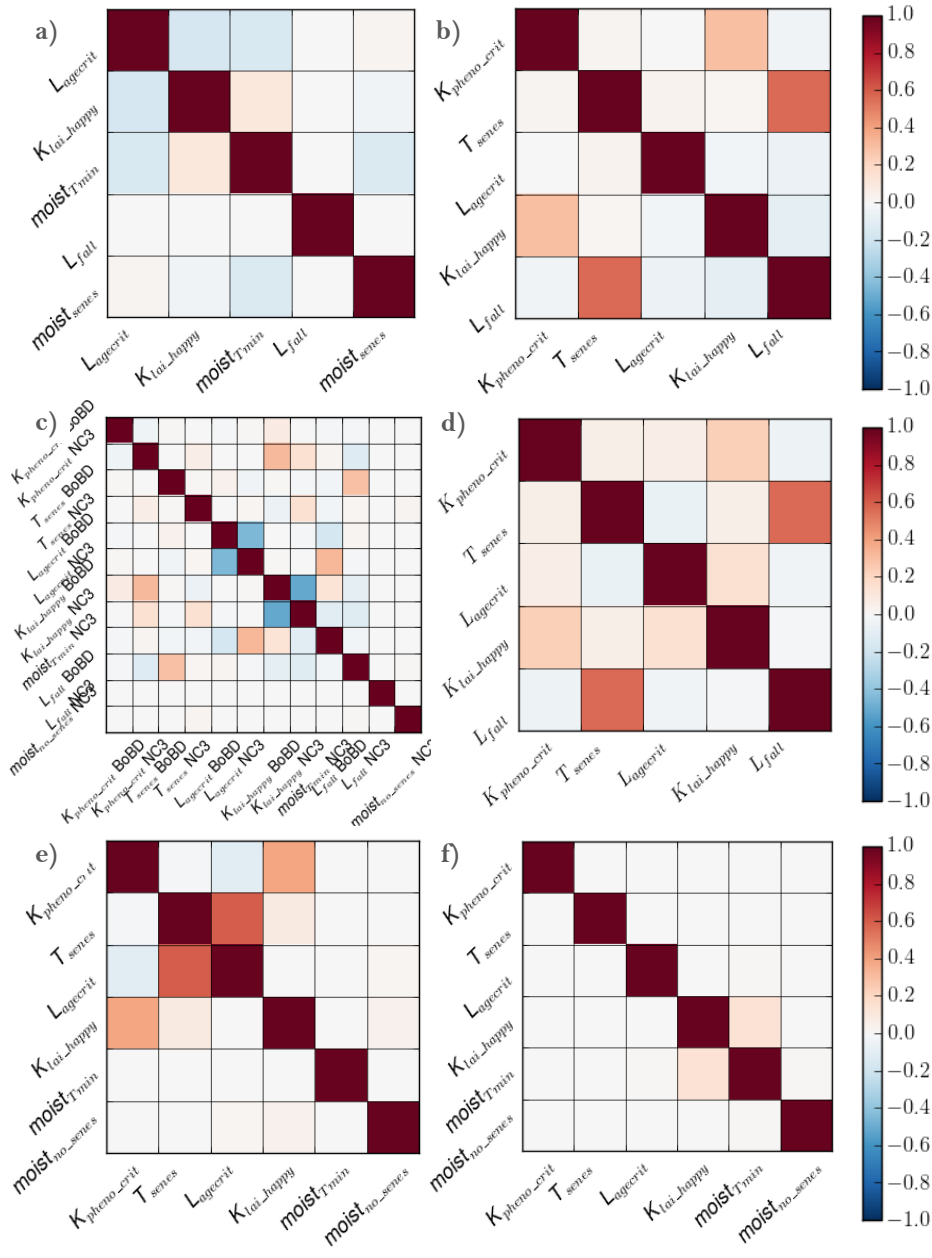 a)
L_agecrit
K_lai_happy
moist_Tmin
L_fall
moist_senes
L_agecrit
K_lai_happy
moist_Tmin
L_fall
moist_senes
b)
K_pheno_crit
T_senes
L_agecrit
K_lai_happy
L_fall
K_pheno_crit
T_senes
L_agecrit
K_lai_happy
L_fall
1.0
0.8
0.6
0.4
0.2
0.0
−0.2
−0.4
−0.6
−0.8
−1.0
c)
K_pheno_crit BoBD
K_pheno_crit NC3
T_senes BoBD
T_senes NC3
L_agecrit BoBD
L_agecrit NC3
K_lai_happy BoBD
K_lai_happy NC3
moist_Tmin NC3
L_fall BoBD
L_fall NC3
moist_no_senes NC3
K_pheno_crit BoBD
K_pheno_crit NC3
T_senes BoBD
T_senes NC3
L_agecrit BoBD
L_agecrit NC3
K_lai_happy BoBD
K_lai_happy NC3
moist_Tmin NC3
L_fall BoBD
L_fall NC3
moist_no_senes NC3
d)
K_pheno_crit
T_senes
L_agecrit
K_lai_happy
L_fall
K_pheno_crit
T_senes
L_agecrit
K_lai_happy
L_fall
1.0
0.8
0.6
0.4
0.2
0.0
−0.2
−0.4
−0.6
−0.8
−1.0
e)
K_pheno_crit
T_senes
L_agecrit
K_lai_happy
moist_Tmin
moist_no_senes
K_pheno_crit
T_senes
L_agecrit
K_lai_happy
moist_Tmin
moist_no_senes
f)
K_pheno_crit
T_senes
L_agecrit
K_lai_happy
moist_Tmin
moist_no_senes
K_pheno_crit
T_senes
L_agecrit
K_lai_happy
moist_Tmin
moist_no_senes
1.0
0.8
0.6
0.4
0.2
0.0
−0.2
−0.4
−0.6
−0.8
−1.0